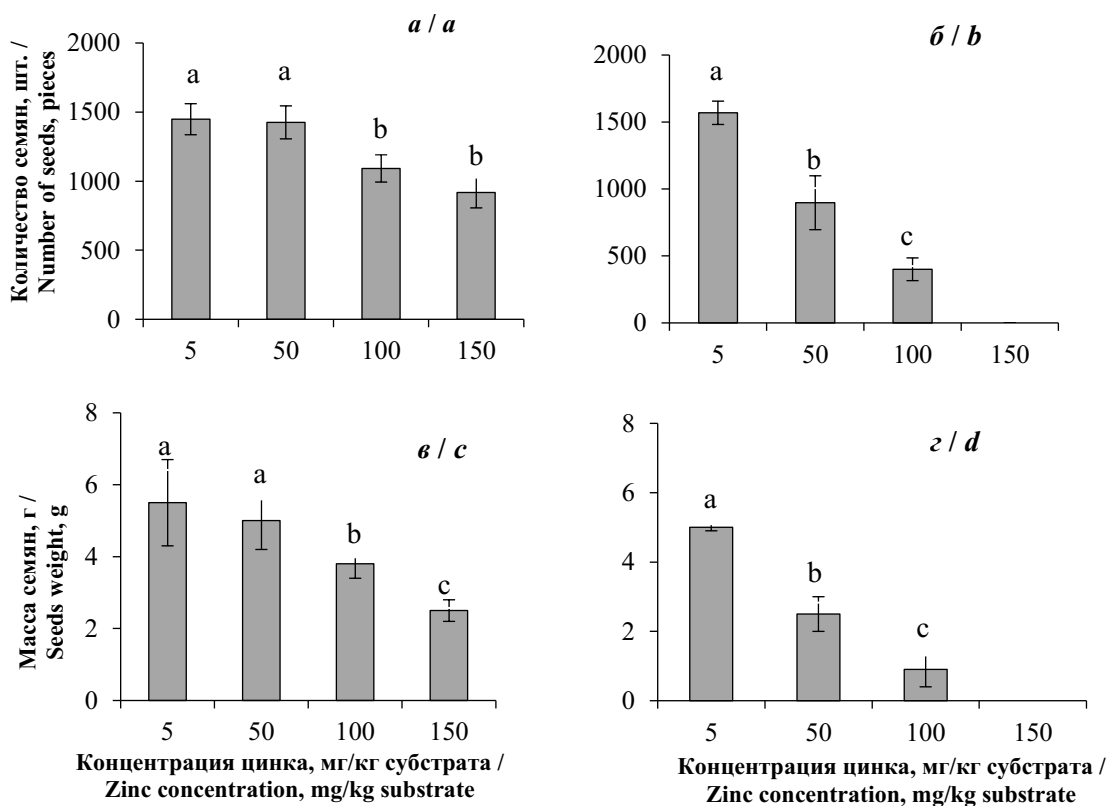 а / a
Количество семян, шт. /
Number of seeds, pieces
2000
1500
1000
500
0
a
a
b
b
5 50 100 150
б / b
2000
1500
1000
500
0
a
b
c
5 50 100 150
в / c
Масса семян, г /
Seeds weight, g
8
6
4
2
0
a
a
b
c
5 50 100 150
Концентрация цинка, мг/кг субстрата /
Zinc concentration, mg/kg substrate
г / d
8
6
4
2
0
a
b
c
5 50 100 150
Концентрация цинка, мг/кг субстрата /
Zinc concentration, mg/kg substrate